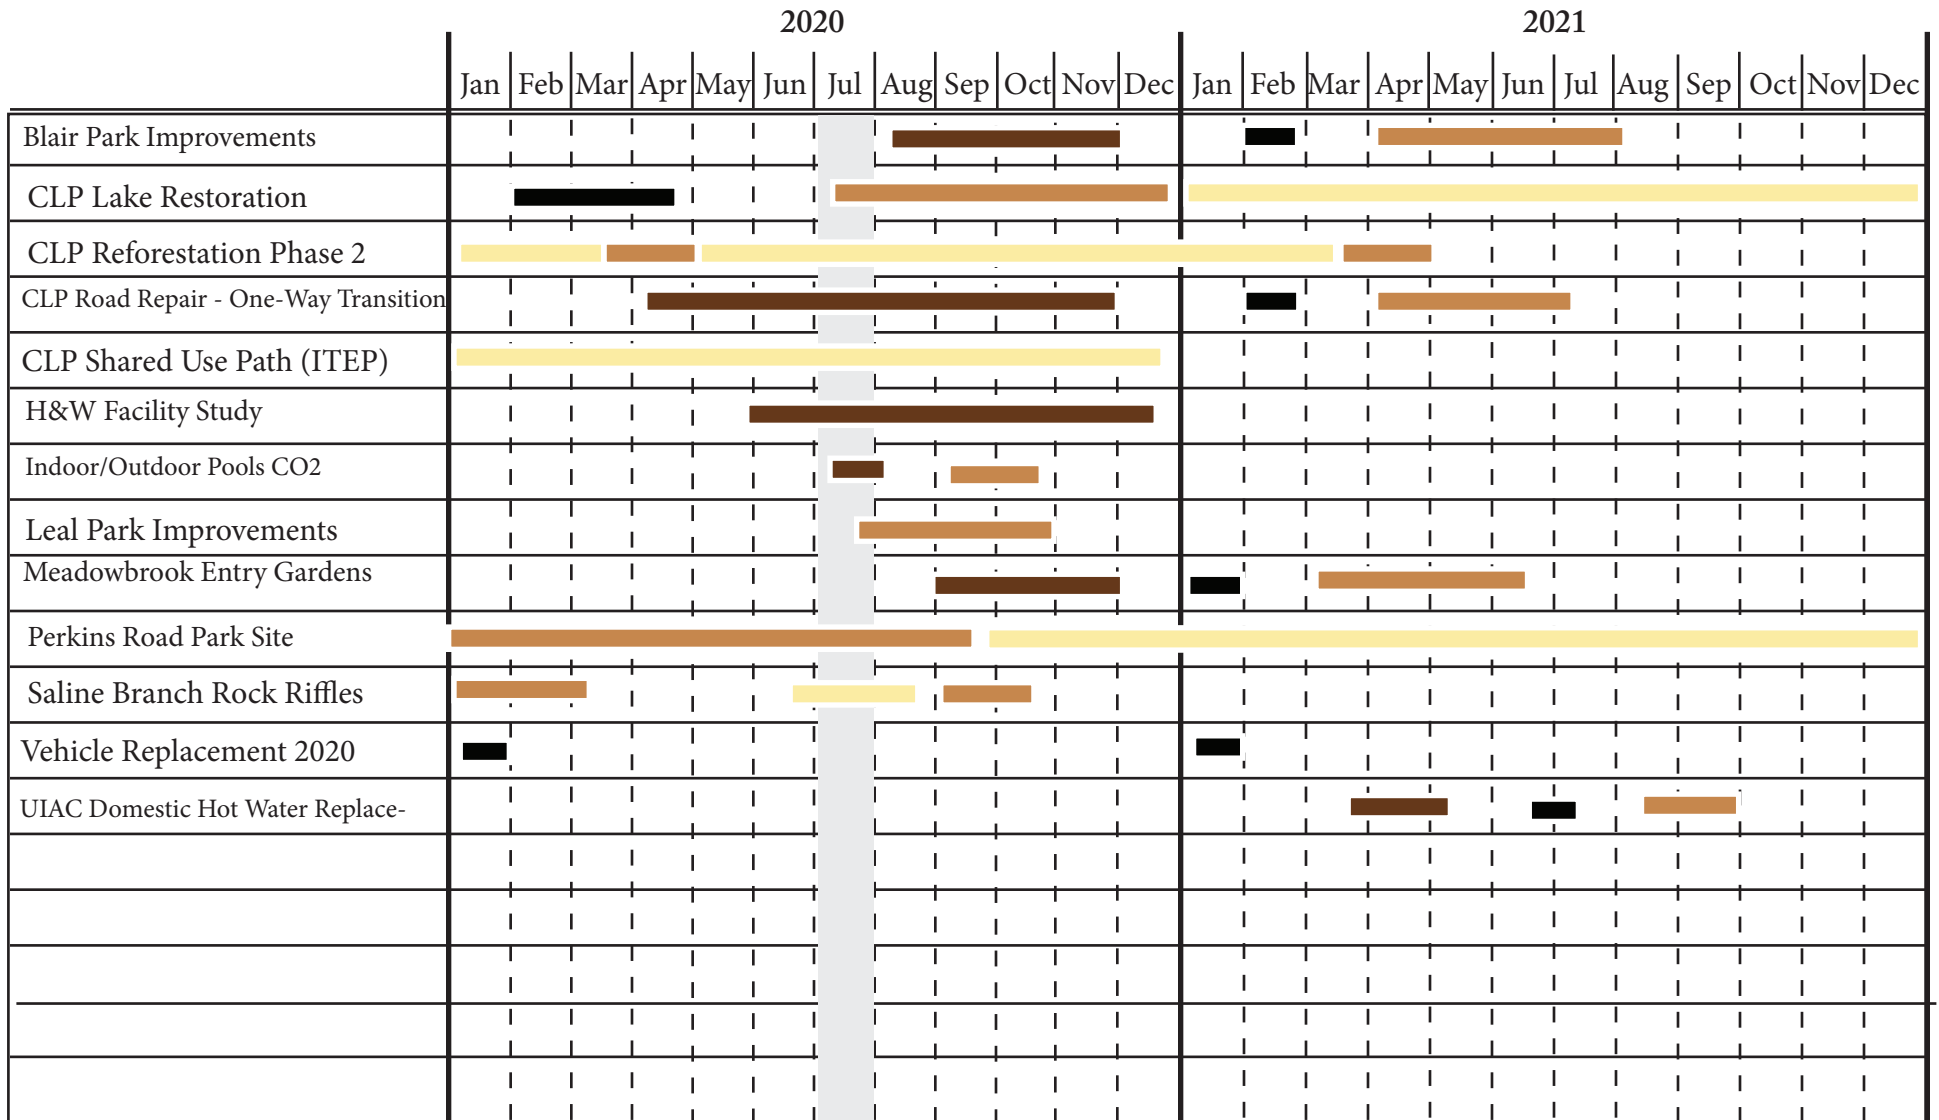 2020 2021
Jan Feb Mar Apr May Jun Jul Aug Sep Oct Nov Dec Jan Feb Mar Apr May Jun Jul Aug Sep Oct Nov Dec
Blair Park Improvements
CLP Lake Restoration
CLP Reforestation Phase 2
CLP Road Repair - One-Way Transition
CLP Shared Use Path (ITEP)
H&W Facility Study
Indoor/Outdoor Pools CO2
Leal Park Improvements
Meadowbrook Entry Gardens
Perkins Road Park Site
Saline Branch Rock Riffles
Vehicle Replacement 2020
UIAC Domestic Hot Water Replace-